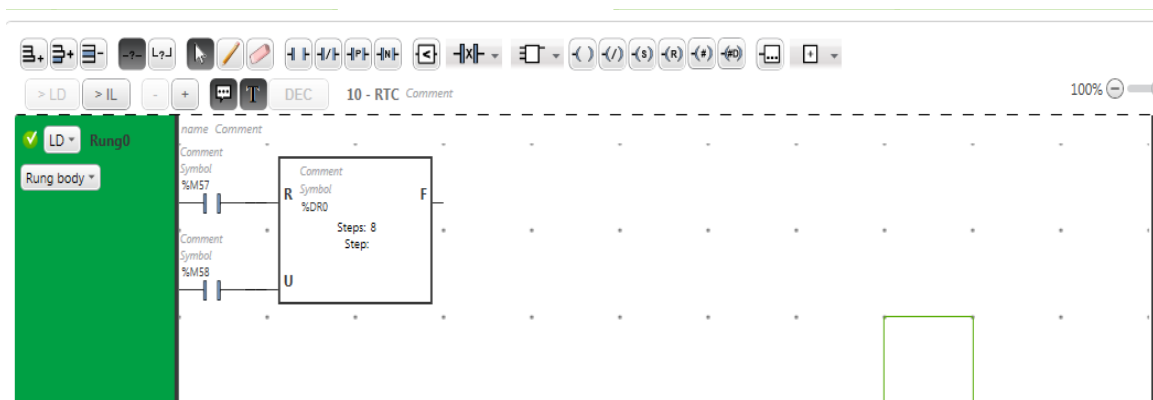 -?- L?J P N < X ( ) (/) (S) (R) (#) (#D) ... +
> LD > IL - + T DEC 10 - RTC Comment 100%
LD Rung0
Rung body
name Comment
Comment
Symbol
%M57
Comment
Symbol
%DR0
R F
Steps: 8
Step:
Comment
Symbol
%M58
U